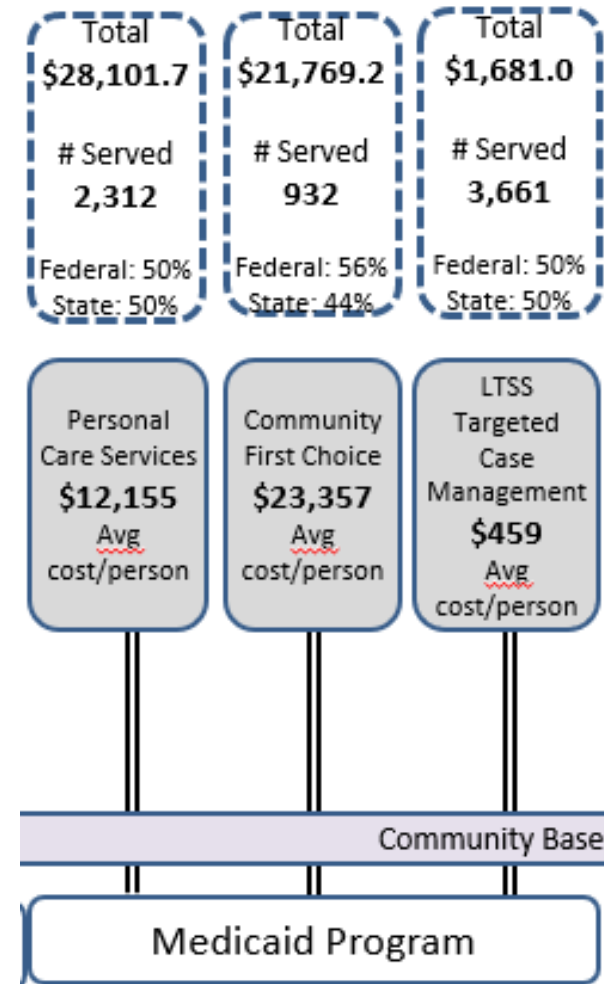 Total
$28,101.7
# Served
2,312
Federal: 50%
State: 50%
Total
$21,769.2
# Served
932
Federal: 56%
State: 44%
Total
$1,681.0
# Served
3,661
Federal: 50%
State: 50%
Personal
Care Services
$12,155
Avg
cost/person
Community
First Choice
$23,357
Avg
cost/person
LTSS
Targeted
Case
Management
$459
Avg
cost/person
Community Base
Medicaid Program